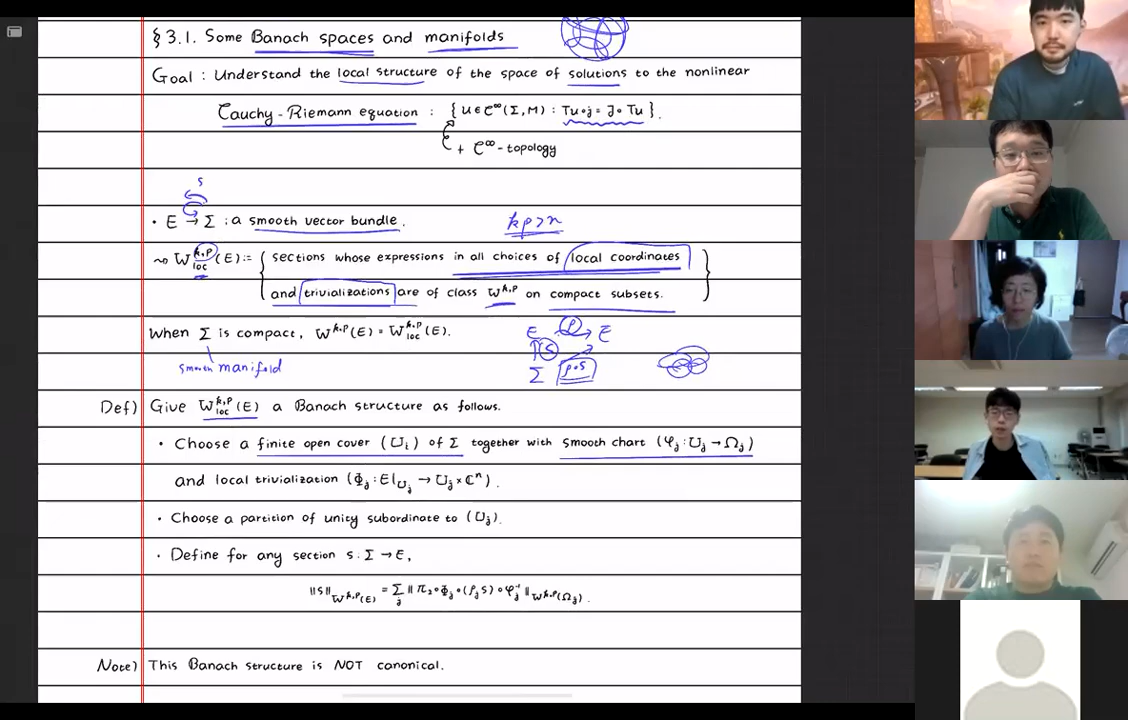 § 3.1. Some Banach spaces and manifolds
Goal : Understand the local structure of the space of solutions to the nonlinear
Cauchy - Riemann equation : { u ∈ C^∞(Σ, M) : Tu∘j = J∘Tu }.
+ C^∞ - topology
s
• E → Σ : a smooth vector bundle. kp > n
⇝ W^{k,p}_{loc}(E) := { sections whose expressions in all choices of local coordinates
and trivializations are of class W^{k,p} on compact subsets. }
When Σ is compact, W^{k,p}(E) = W^{k,p}_{loc}(E).
smooth manifold
E φ→ E
s
Σ φ∘s
Def) Give W^{k,p}_{loc}(E) a Banach structure as follows.
• Choose a finite open cover (U_j) of Σ together with smooth chart (φ_j : U_j → Ω_j)
and local trivialization (Φ_j : E|_{U_j} → U_j × ℂ^n).
• Choose a partition of unity subordinate to (U_j).
• Define for any section s : Σ → E,
||s||_{W^{k,p}(E)} = Σ_j || π_2 ∘ Φ_j ∘ (ρ_j s) ∘ φ_j^{-1} ||_{W^{k,p}(Ω_j)}.
Note) This Banach structure is NOT canonical.